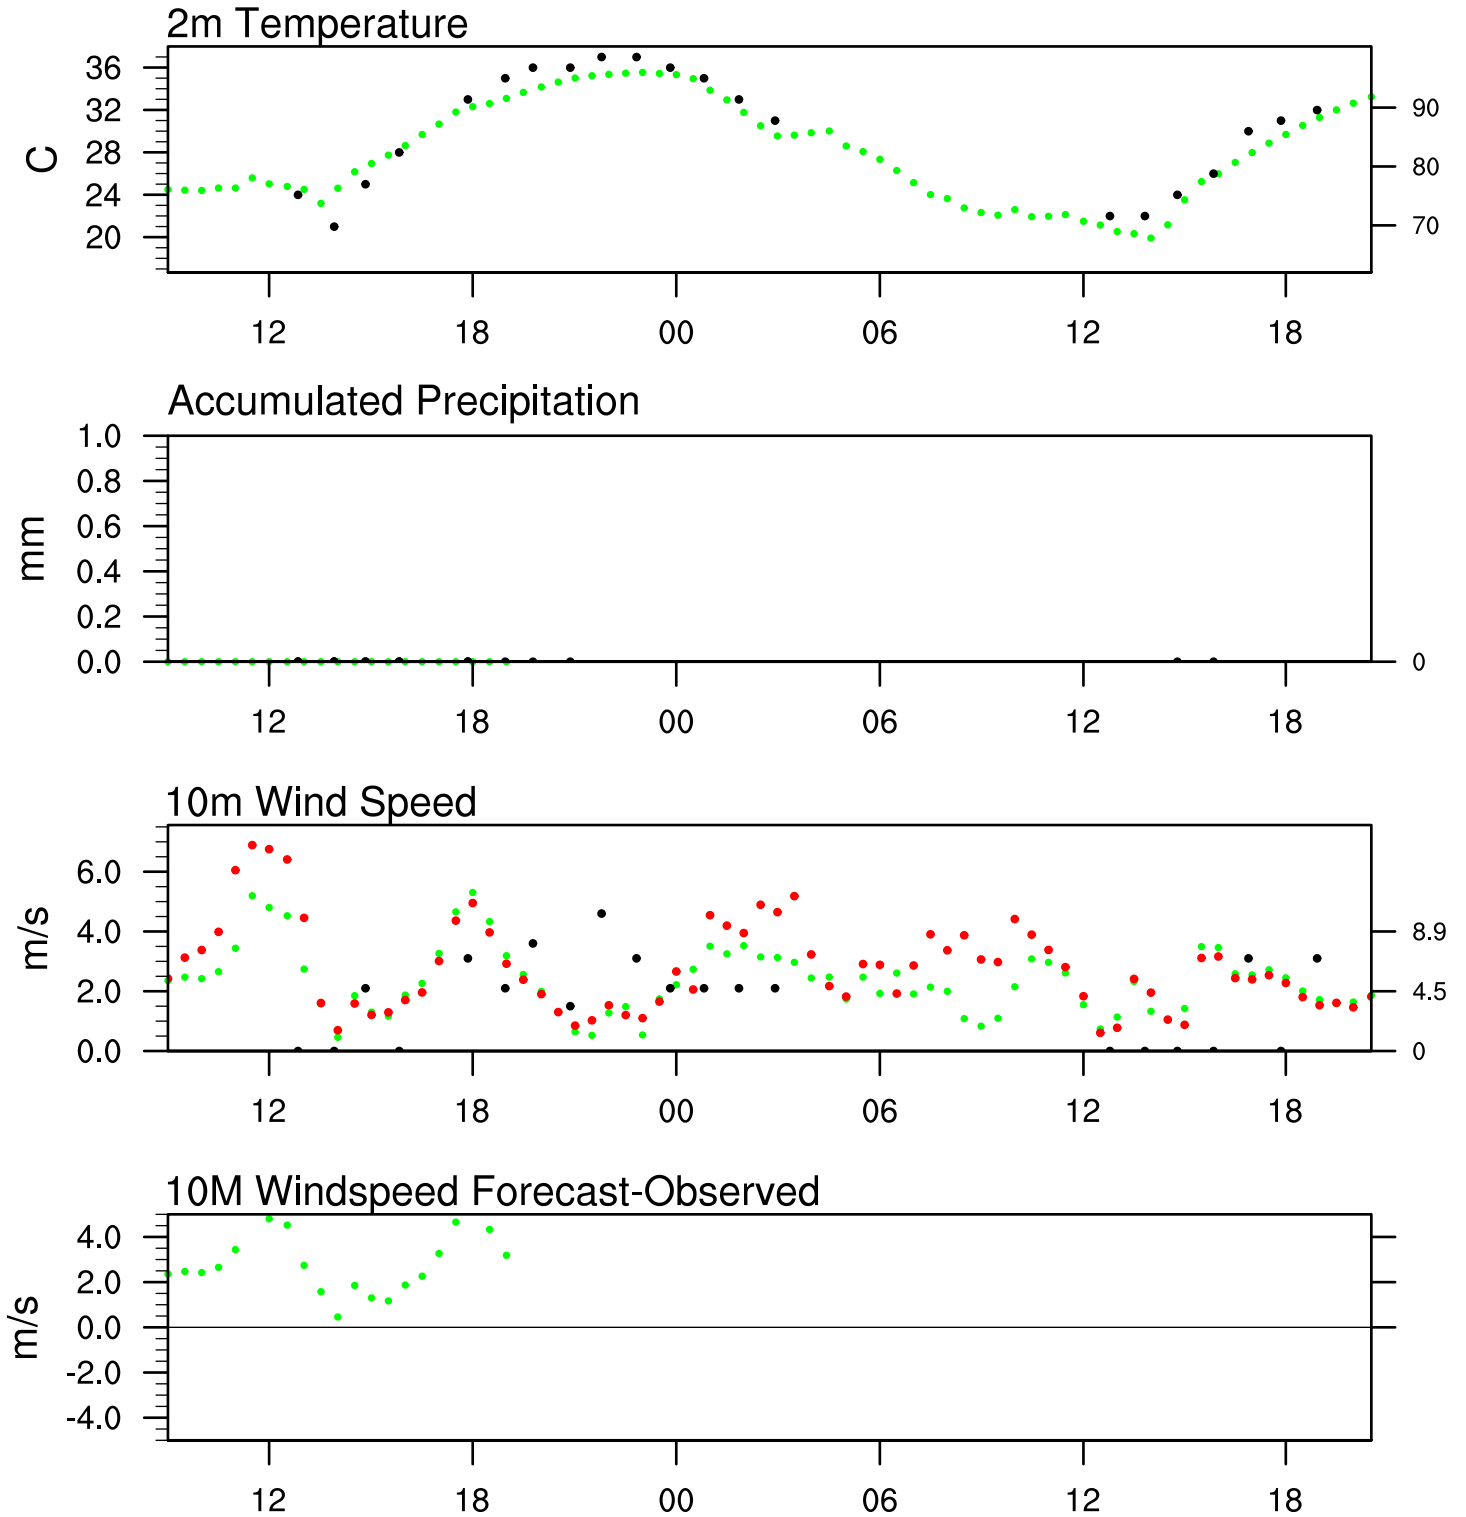 2m Temperature
36
32
28
24
20
C
90
80
70
12 18 00 06 12 18
Accumulated Precipitation
1.0
0.8
0.6
0.4
0.2
0.0
mm
0
12 18 00 06 12 18
10m Wind Speed
6.0
4.0
2.0
0.0
m/s
8.9
4.5
0
12 18 00 06 12 18
10M Windspeed Forecast-Observed
4.0
2.0
0.0
-2.0
-4.0
m/s
12 18 00 06 12 18